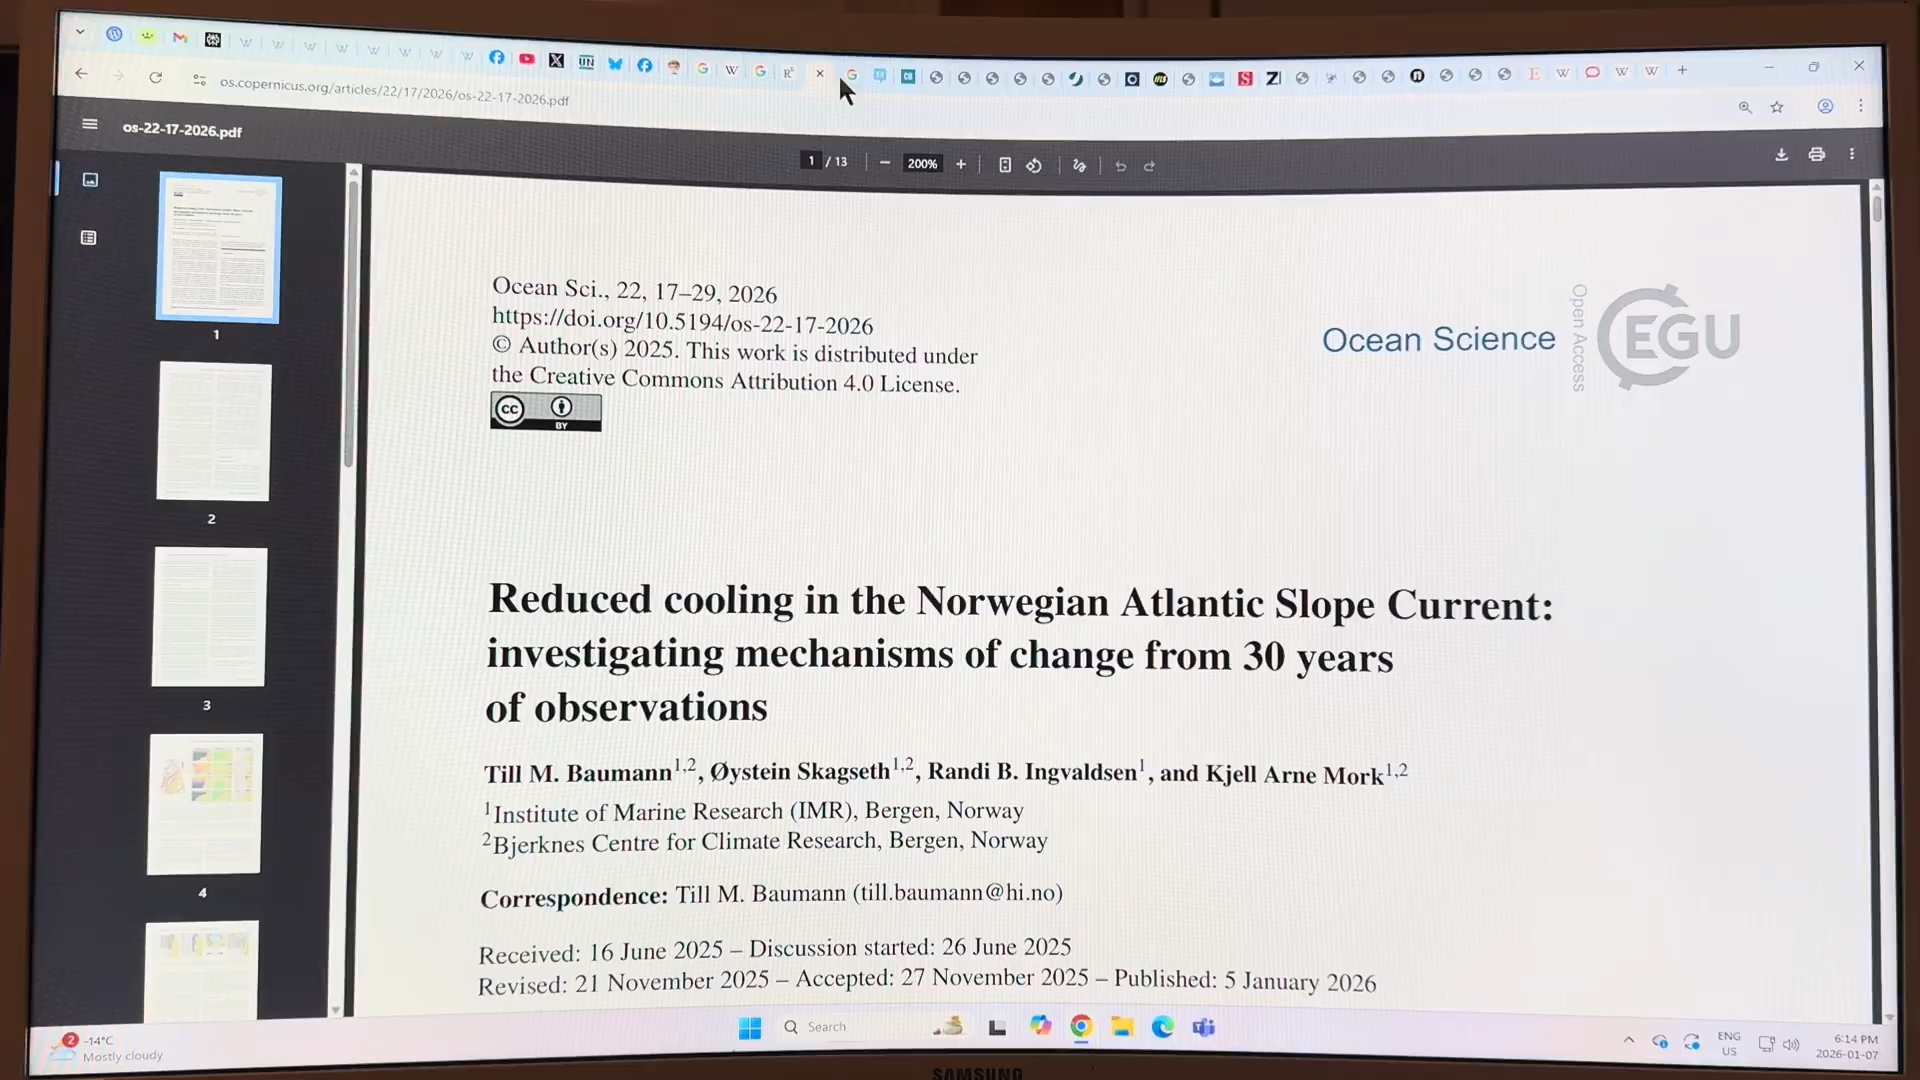 os.copernicus.org/articles/22/17/2026/os-22-17-2026.pdf
os-22-17-2026.pdf
1 / 13
200%
1
2
3
4
Ocean Sci., 22, 17–29, 2026
https://doi.org/10.5194/os-22-17-2026
© Author(s) 2025. This work is distributed under
the Creative Commons Attribution 4.0 License.
CC
BY
Ocean Science
Open Access
EGU
Reduced cooling in the Norwegian Atlantic Slope Current:
investigating mechanisms of change from 30 years
of observations
Till M. Baumann1,2, Øystein Skagseth1,2, Randi B. Ingvaldsen1, and Kjell Arne Mork1,2
1Institute of Marine Research (IMR), Bergen, Norway
2Bjerknes Centre for Climate Research, Bergen, Norway
Correspondence: Till M. Baumann (till.baumann@hi.no)
Received: 16 June 2025 – Discussion started: 26 June 2025
Revised: 21 November 2025 – Accepted: 27 November 2025 – Published: 5 January 2026
2
-14°C
Mostly cloudy
Search
ENG
US
6:14 PM
2026-01-07
SAMSUNG